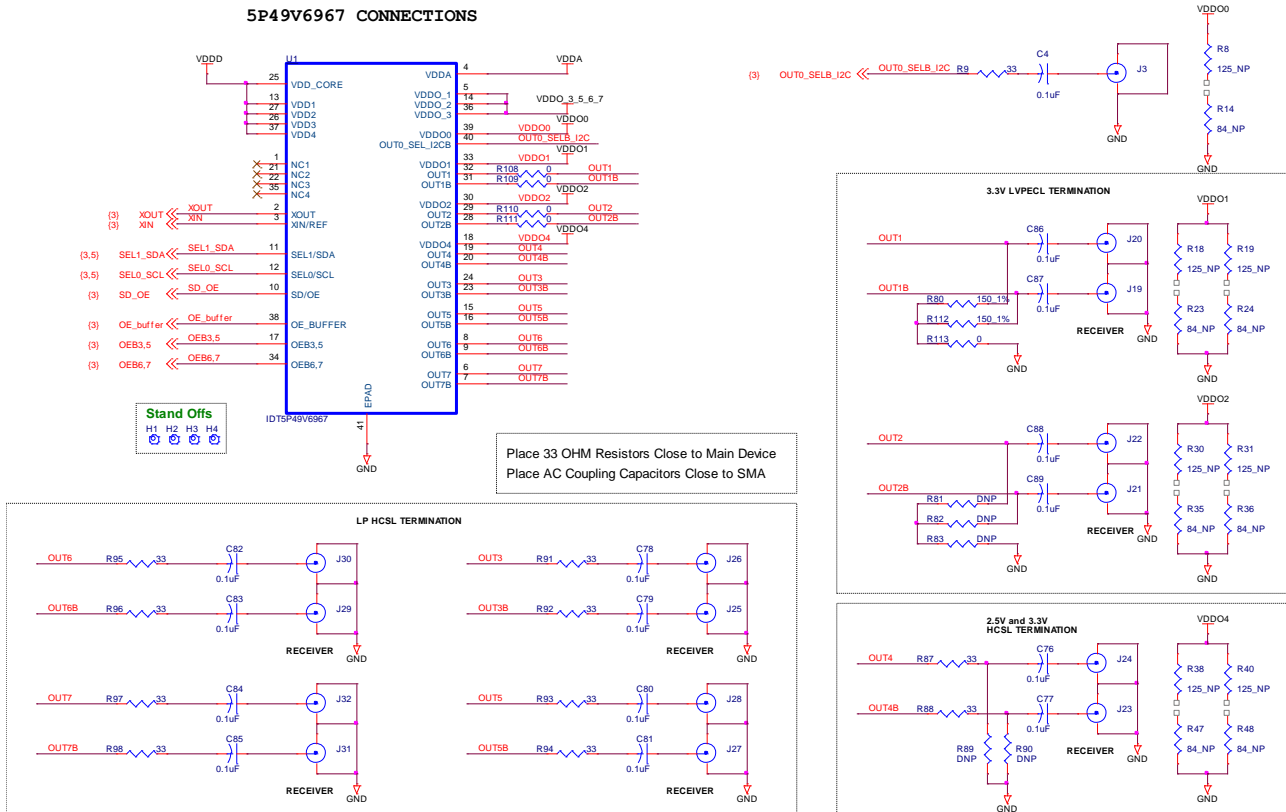 5P49V6967 CONNECTIONS
U1
VDDD
25 VDD_CORE
13 VDD1
27 VDD2
26 VDD3
37 VDD4
1 NC1
21 NC2
22 NC3
35 NC4
{3} XOUT XOUT 2 XOUT
{3} XIN XIN 3 XIN/REF
{3,5} SEL1_SDA SEL1_SDA 11 SEL1/SDA
{3,5} SEL0_SCL SEL0_SCL 12 SEL0/SCL
{3} SD_OE SD_OE 10 SD/OE
{3} OE_buffer OE_buffer 38 OE_BUFFER
{3} OEB3,5 OEB3,5 17 OEB3,5
{3} OEB6,7 OEB6,7 34 OEB6,7
VDDA 4 VDDA
VDDO_1 5
VDDO_2 14
VDDO_3 36 VDDO_3_5_6_7
VDDO0 39 VDDO0 VDDO0
OUT0_SEL_I2CB 40 OUT0_SELB_I2C
VDDO1 33 VDDO1 VDDO1
OUT1 32 R108 0 OUT1
OUT1B 31 R109 0 OUT1B
VDDO2 30 VDDO2 VDDO2
OUT2 29 R110 0 OUT2
OUT2B 28 R111 0 OUT2B
VDDO4 18 VDDO4 VDDO4
OUT4 19 OUT4
OUT4B 20 OUT4B
OUT3 24 OUT3
OUT3B 23 OUT3B
OUT5 15 OUT5
OUT5B 16 OUT5B
OUT6 8 OUT6
OUT6B 9 OUT6B
OUT7 6 OUT7
OUT7B 7 OUT7B
EPAD
41
GND
IDT5P49V6967
Stand Offs
H1 H2 H3 H4
Place 33 OHM Resistors Close to Main Device
Place AC Coupling Capacitors Close to SMA
{3} OUT0_SELB_I2C OUT0_SELB_I2C R9 33 C4 0.1uF J3
GND
VDDO0
R8
125_NP
R14
84_NP
GND
3.3V LVPECL TERMINATION
OUT1 C86 0.1uF J20
OUT1B C87 0.1uF J19
R80 150_1%
R112 150_1%
R113 0
RECEIVER
GND
GND
VDDO1
R18 R19
125_NP 125_NP
R23 R24
84_NP 84_NP
GND
OUT2 C88 0.1uF J22
OUT2B C89 0.1uF J21
R81 DNP
R82 DNP
R83 DNP
RECEIVER
GND
GND
VDDO2
R30 R31
125_NP 125_NP
R35 R36
84_NP 84_NP
GND
LP HCSL TERMINATION
OUT6 R95 33 C82 0.1uF J30
OUT6B R96 33 C83 0.1uF J29
RECEIVER
GND
OUT3 R91 33 C78 0.1uF J26
OUT3B R92 33 C79 0.1uF J25
RECEIVER
GND
OUT7 R97 33 C84 0.1uF J32
OUT7B R98 33 C85 0.1uF J31
RECEIVER
GND
OUT5 R93 33 C80 0.1uF J28
OUT5B R94 33 C81 0.1uF J27
RECEIVER
GND
2.5V and 3.3V
HCSL TERMINATION
OUT4 R87 33 C76 0.1uF J24
OUT4B R88 33 C77 0.1uF J23
R89 R90
DNP DNP
RECEIVER
GND
GND
VDDO4
R38 R40
125_NP 125_NP
R47 R48
84_NP 84_NP
GND